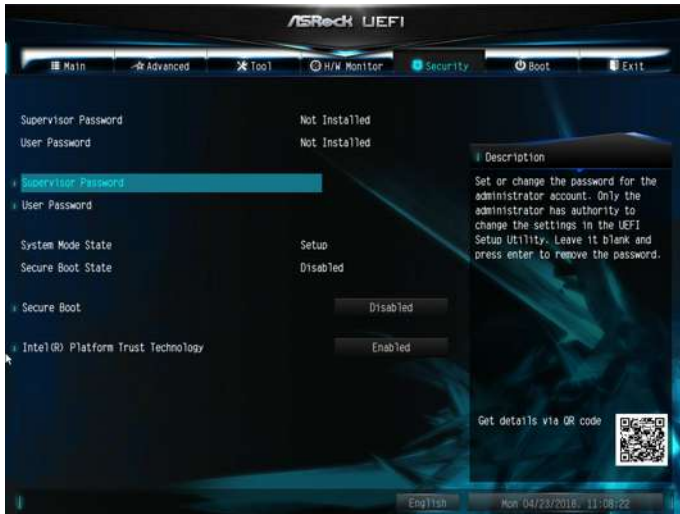 ASRock UEFI
Main Advanced Tool H/W Monitor Security Boot Exit
Supervisor Password Not Installed
User Password Not Installed
Supervisor Password
User Password
System Mode State Setup
Secure Boot State Disabled
Secure Boot Disabled
Intel(R) Platform Trust Technology Enabled
Description
Set or change the password for the
administrator account. Only the
administrator has authority to
change the settings in the UEFI
Setup Utility. Leave it blank and
press enter to remove the password.
Get details via QR code
English Mon 04/23/2018, 11:08:22